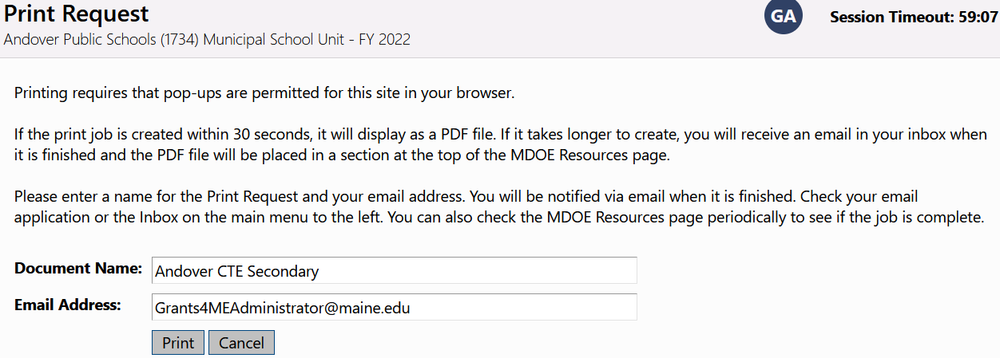 Print Request
GA
Session Timeout: 59:07
Andover Public Schools (1734) Municipal School Unit - FY 2022
Printing requires that pop-ups are permitted for this site in your browser.
If the print job is created within 30 seconds, it will display as a PDF file. If it takes longer to create, you will receive an email in your inbox when
it is finished and the PDF file will be placed in a section at the top of the MDOE Resources page.
Please enter a name for the Print Request and your email address. You will be notified via email when it is finished. Check your email
application or the Inbox on the main menu to the left. You can also check the MDOE Resources page periodically to see if the job is complete.
Document Name: Andover CTE Secondary
Email Address: Grants4MEAdministrator@maine.edu
Print Cancel